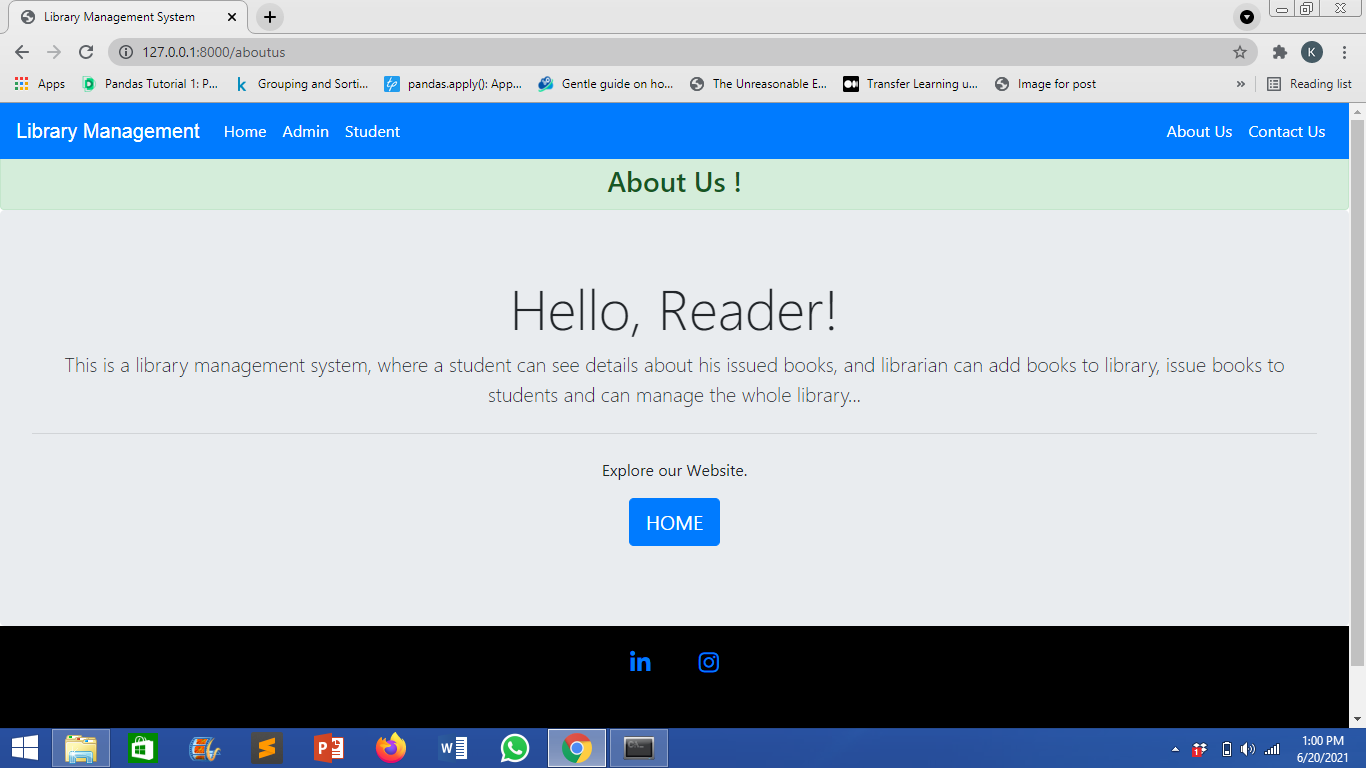 Library Management System
127.0.0.1:8000/aboutus
K
Apps
Pandas Tutorial 1: P...
k
Grouping and Sorti...
pandas.apply(): App...
Gentle guide on ho...
The Unreasonable E...
Transfer Learning u...
Image for post
»
Reading list
Library Management
Home
Admin
Student
About Us
Contact Us
About Us !
Hello, Reader!
This is a library management system, where a student can see details about his issued books, and librarian can add books to library, issue books to
students and can manage the whole library...
Explore our Website.
HOME
in
1:00 PM
6/20/2021